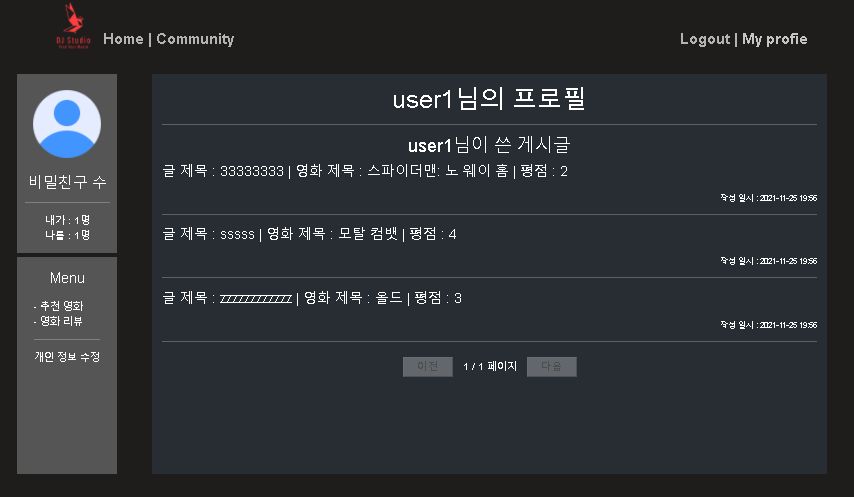 DJ Studio
Home | Community
Logout | My profie
비밀친구 수
내가 : 1명
나를 : 1명
Menu
- 추천 영화
- 영화 리뷰
개인 정보 수정
user1님의 프로필
user1님이 쓴 게시글
글 제목 : 33333333 | 영화 제목 : 스파이더맨: 노 웨이 홈 | 평점 : 2
작성 일시 : 2021-11-25 19:56
글 제목 : sssss | 영화 제목 : 모탈 컴뱃 | 평점 : 4
작성 일시 : 2021-11-25 19:56
글 제목 : zzzzzzzzzzzz | 영화 제목 : 올드 | 평점 : 3
작성 일시 : 2021-11-25 19:56
이전 1 / 1 페이지 다음